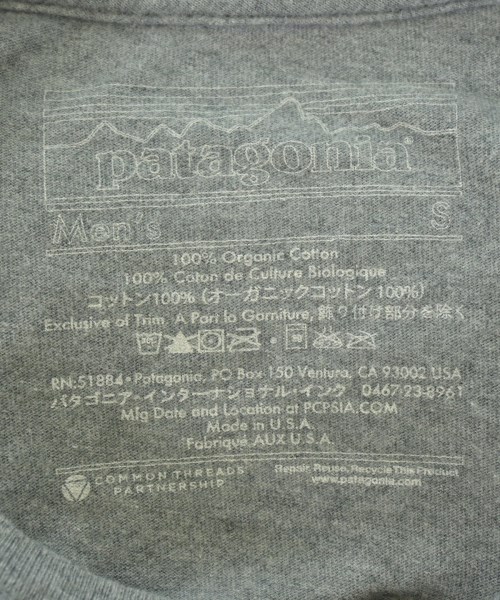 patagonia®
Men's S
100% Organic Cotton
100% Coton de Culture Biologique
コットン100% (オーガニックコットン 100%)
Exclusive of Trim, A Part la Garniture, 飾り付け部分を除く
RN:51884 • Patagonia, PO Box 150 Ventura, CA 93002 USA
パタゴニア・インターナショナル・インク 0467-23-8961
Mfg Date and Location at PCPSIA.COM
Made in U.S.A.
Fabriqué AUX U.S.A.
COMMON THREADS
PARTNERSHIP
Repair, Reuse, Recycle This Product
www.patagonia.com